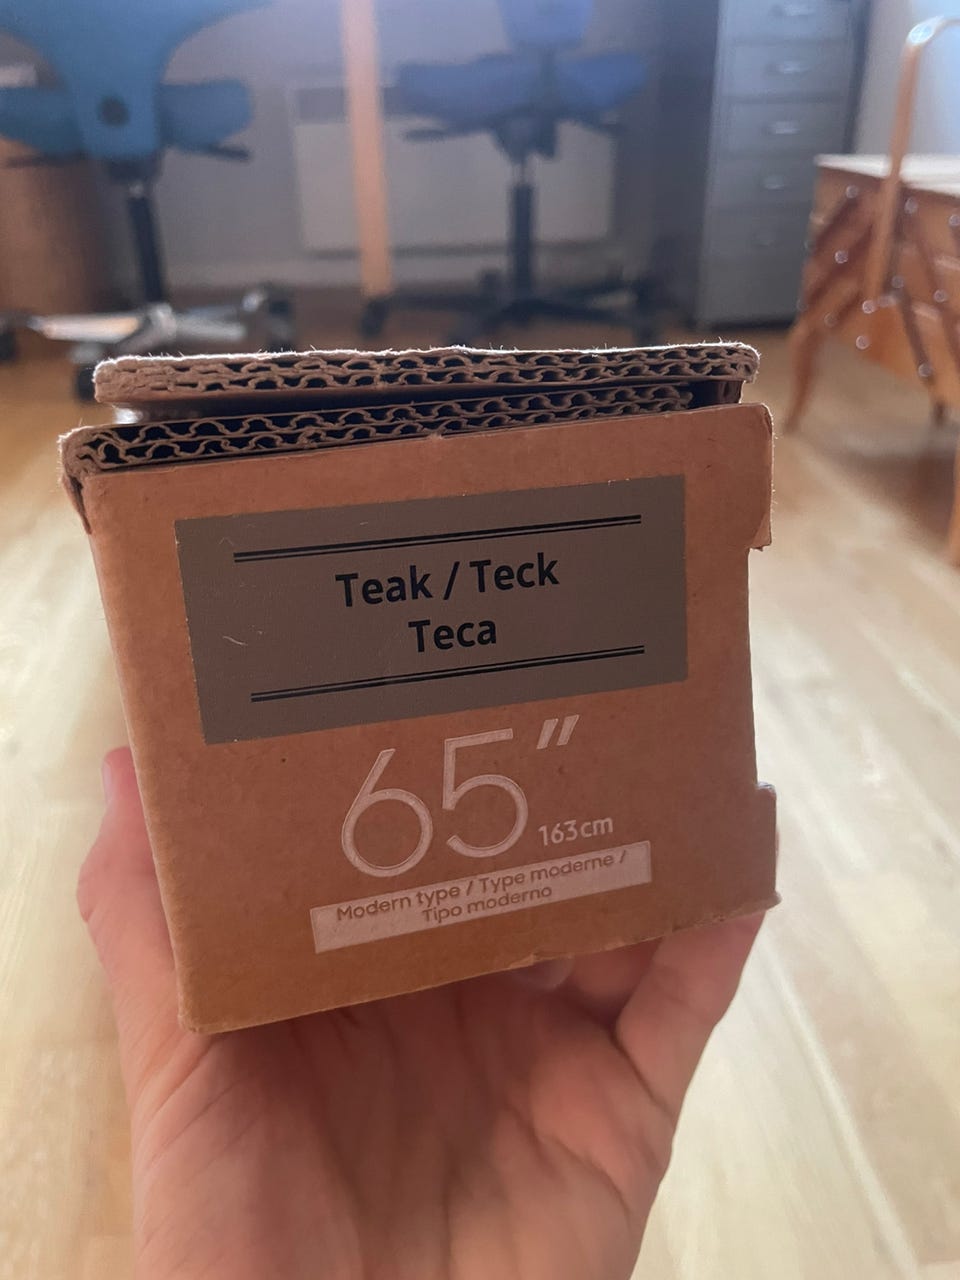 Teak / Teck
Teca
65″
163cm
Modern type / Type moderne /
Tipo moderno